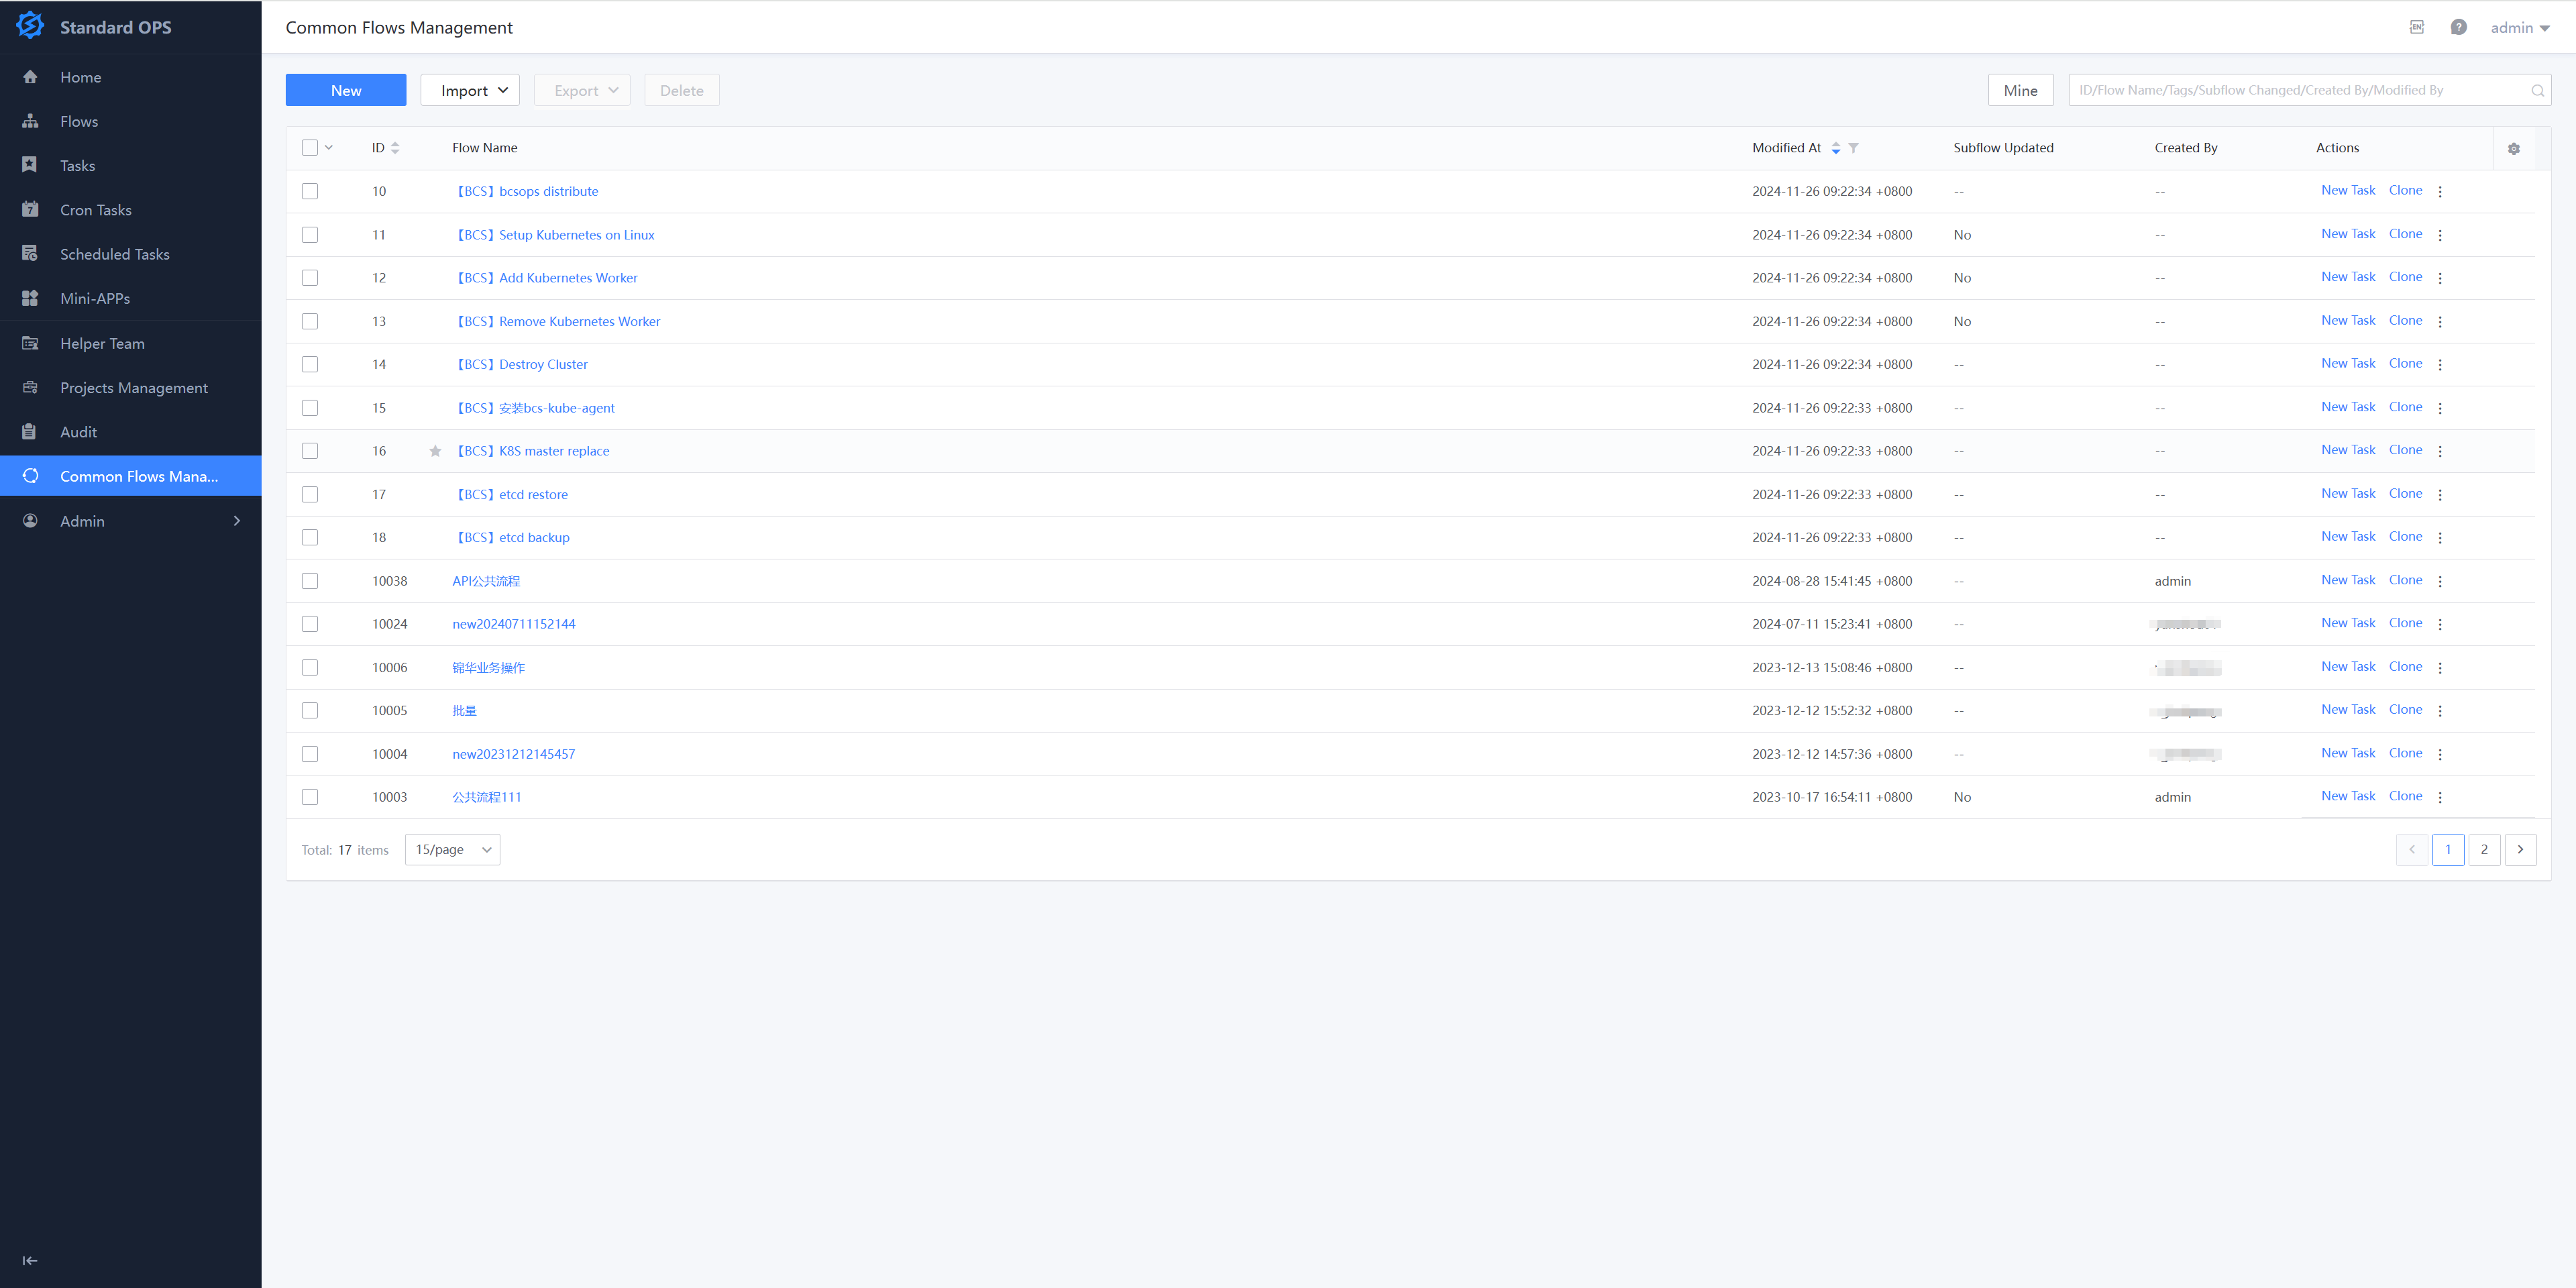 Standard OPS
Common Flows Management
EN
admin
Home
Flows
Tasks
7
Cron Tasks
Scheduled Tasks
Mini-APPs
Helper Team
Projects Management
Audit
Common Flows Mana...
Admin
New Import Export Delete Mine ID/Flow Name/Tags/Subflow Changed/Created By/Modified By
ID Flow Name Modified At Subflow Updated Created By Actions
10 【BCS】bcsops distribute 2024-11-26 09:22:34 +0800 -- -- New Task Clone
11 【BCS】Setup Kubernetes on Linux 2024-11-26 09:22:34 +0800 No -- New Task Clone
12 【BCS】Add Kubernetes Worker 2024-11-26 09:22:34 +0800 No -- New Task Clone
13 【BCS】Remove Kubernetes Worker 2024-11-26 09:22:34 +0800 No -- New Task Clone
14 【BCS】Destroy Cluster 2024-11-26 09:22:34 +0800 -- -- New Task Clone
15 【BCS】安装bcs-kube-agent 2024-11-26 09:22:33 +0800 -- -- New Task Clone
16 【BCS】K8S master replace 2024-11-26 09:22:33 +0800 -- -- New Task Clone
17 【BCS】etcd restore 2024-11-26 09:22:33 +0800 -- -- New Task Clone
18 【BCS】etcd backup 2024-11-26 09:22:33 +0800 -- -- New Task Clone
10038 API公共流程 2024-08-28 15:41:45 +0800 -- admin New Task Clone
10024 new20240711152144 2024-07-11 15:23:41 +0800 -- New Task Clone
10006 锦华业务操作 2023-12-13 15:08:46 +0800 -- New Task Clone
10005 批量 2023-12-12 15:52:32 +0800 -- New Task Clone
10004 new20231212145457 2023-12-12 14:57:36 +0800 -- New Task Clone
10003 公共流程111 2023-10-17 16:54:11 +0800 No admin New Task Clone
Total: 17 items 15/page 1 2